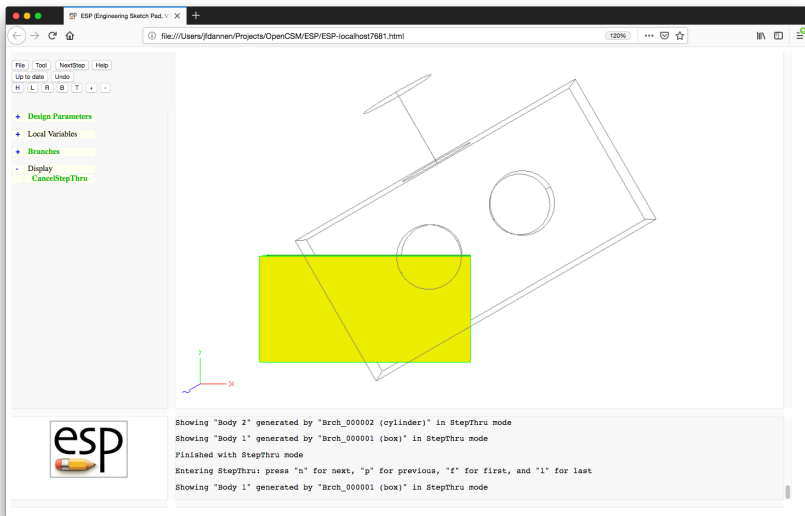 ESP (Engineering Sketch Pad, V1
file:///Users/jfdannen/Projects/OpenCSM/ESP/ESP-localhost7681.html
120%
File Tool NextStep Help
Up to date Undo
H L R B T + -
+ Design Parameters
+ Local Variables
+ Branches
- Display
CancelStepThru
X
esp
Showing "Body 2" generated by "Brch_000002 (cylinder)" in StepThru mode
Showing "Body 1" generated by "Brch_000001 (box)" in StepThru mode
Finished with StepThru mode
Entering StepThru: press "n" for next, "p" for previous, "f" for first, and "l" for last
Showing "Body 1" generated by "Brch_000001 (box)" in StepThru mode